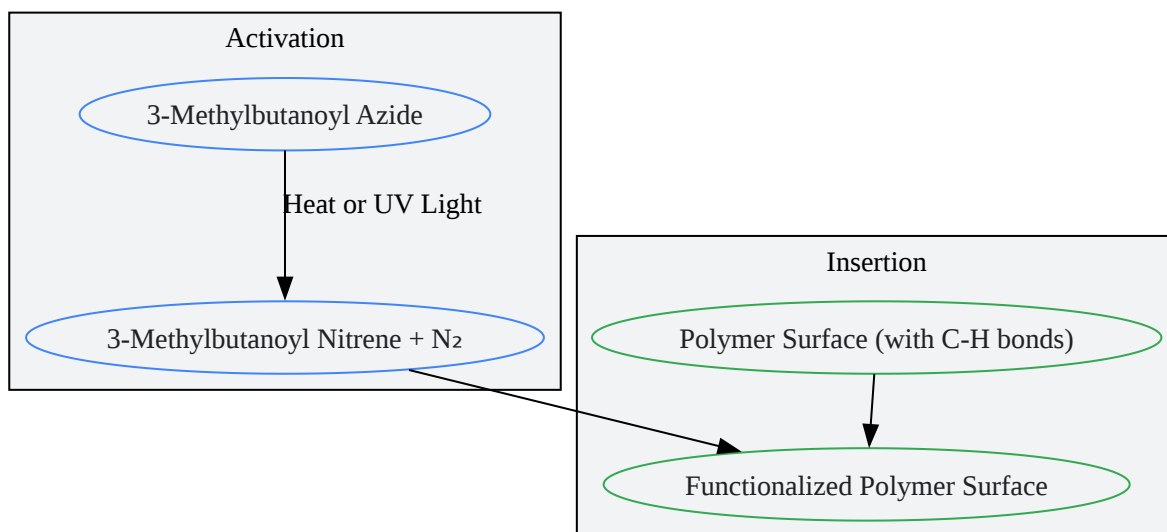 Activation
3-Methylbutanoyl Azide
Heat or UV Light
3-Methylbutanoyl Nitrene + N₂
Insertion
Polymer Surface (with C-H bonds)
Functionalized Polymer Surface